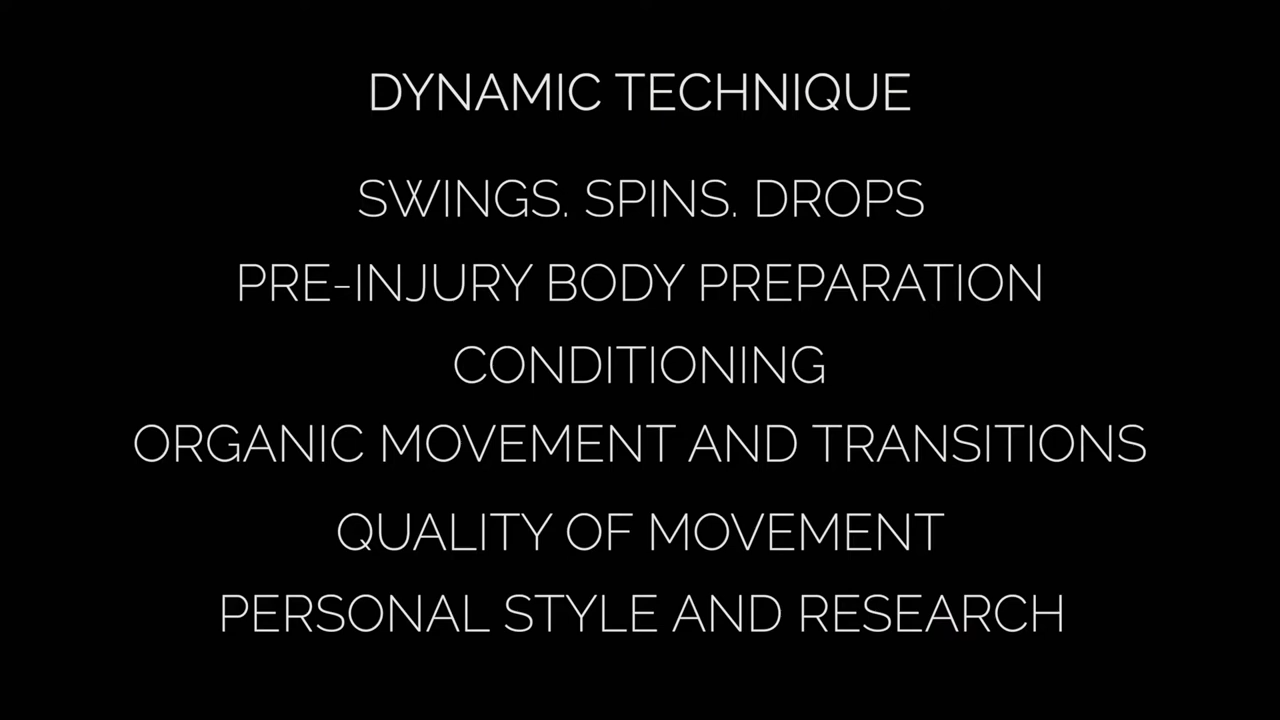 DYNAMIC TECHNIQUE
SWINGS. SPINS. DROPS
PRE-INJURY BODY PREPARATION
CONDITIONING
ORGANIC MOVEMENT AND TRANSITIONS
QUALITY OF MOVEMENT
PERSONAL STYLE AND RESEARCH